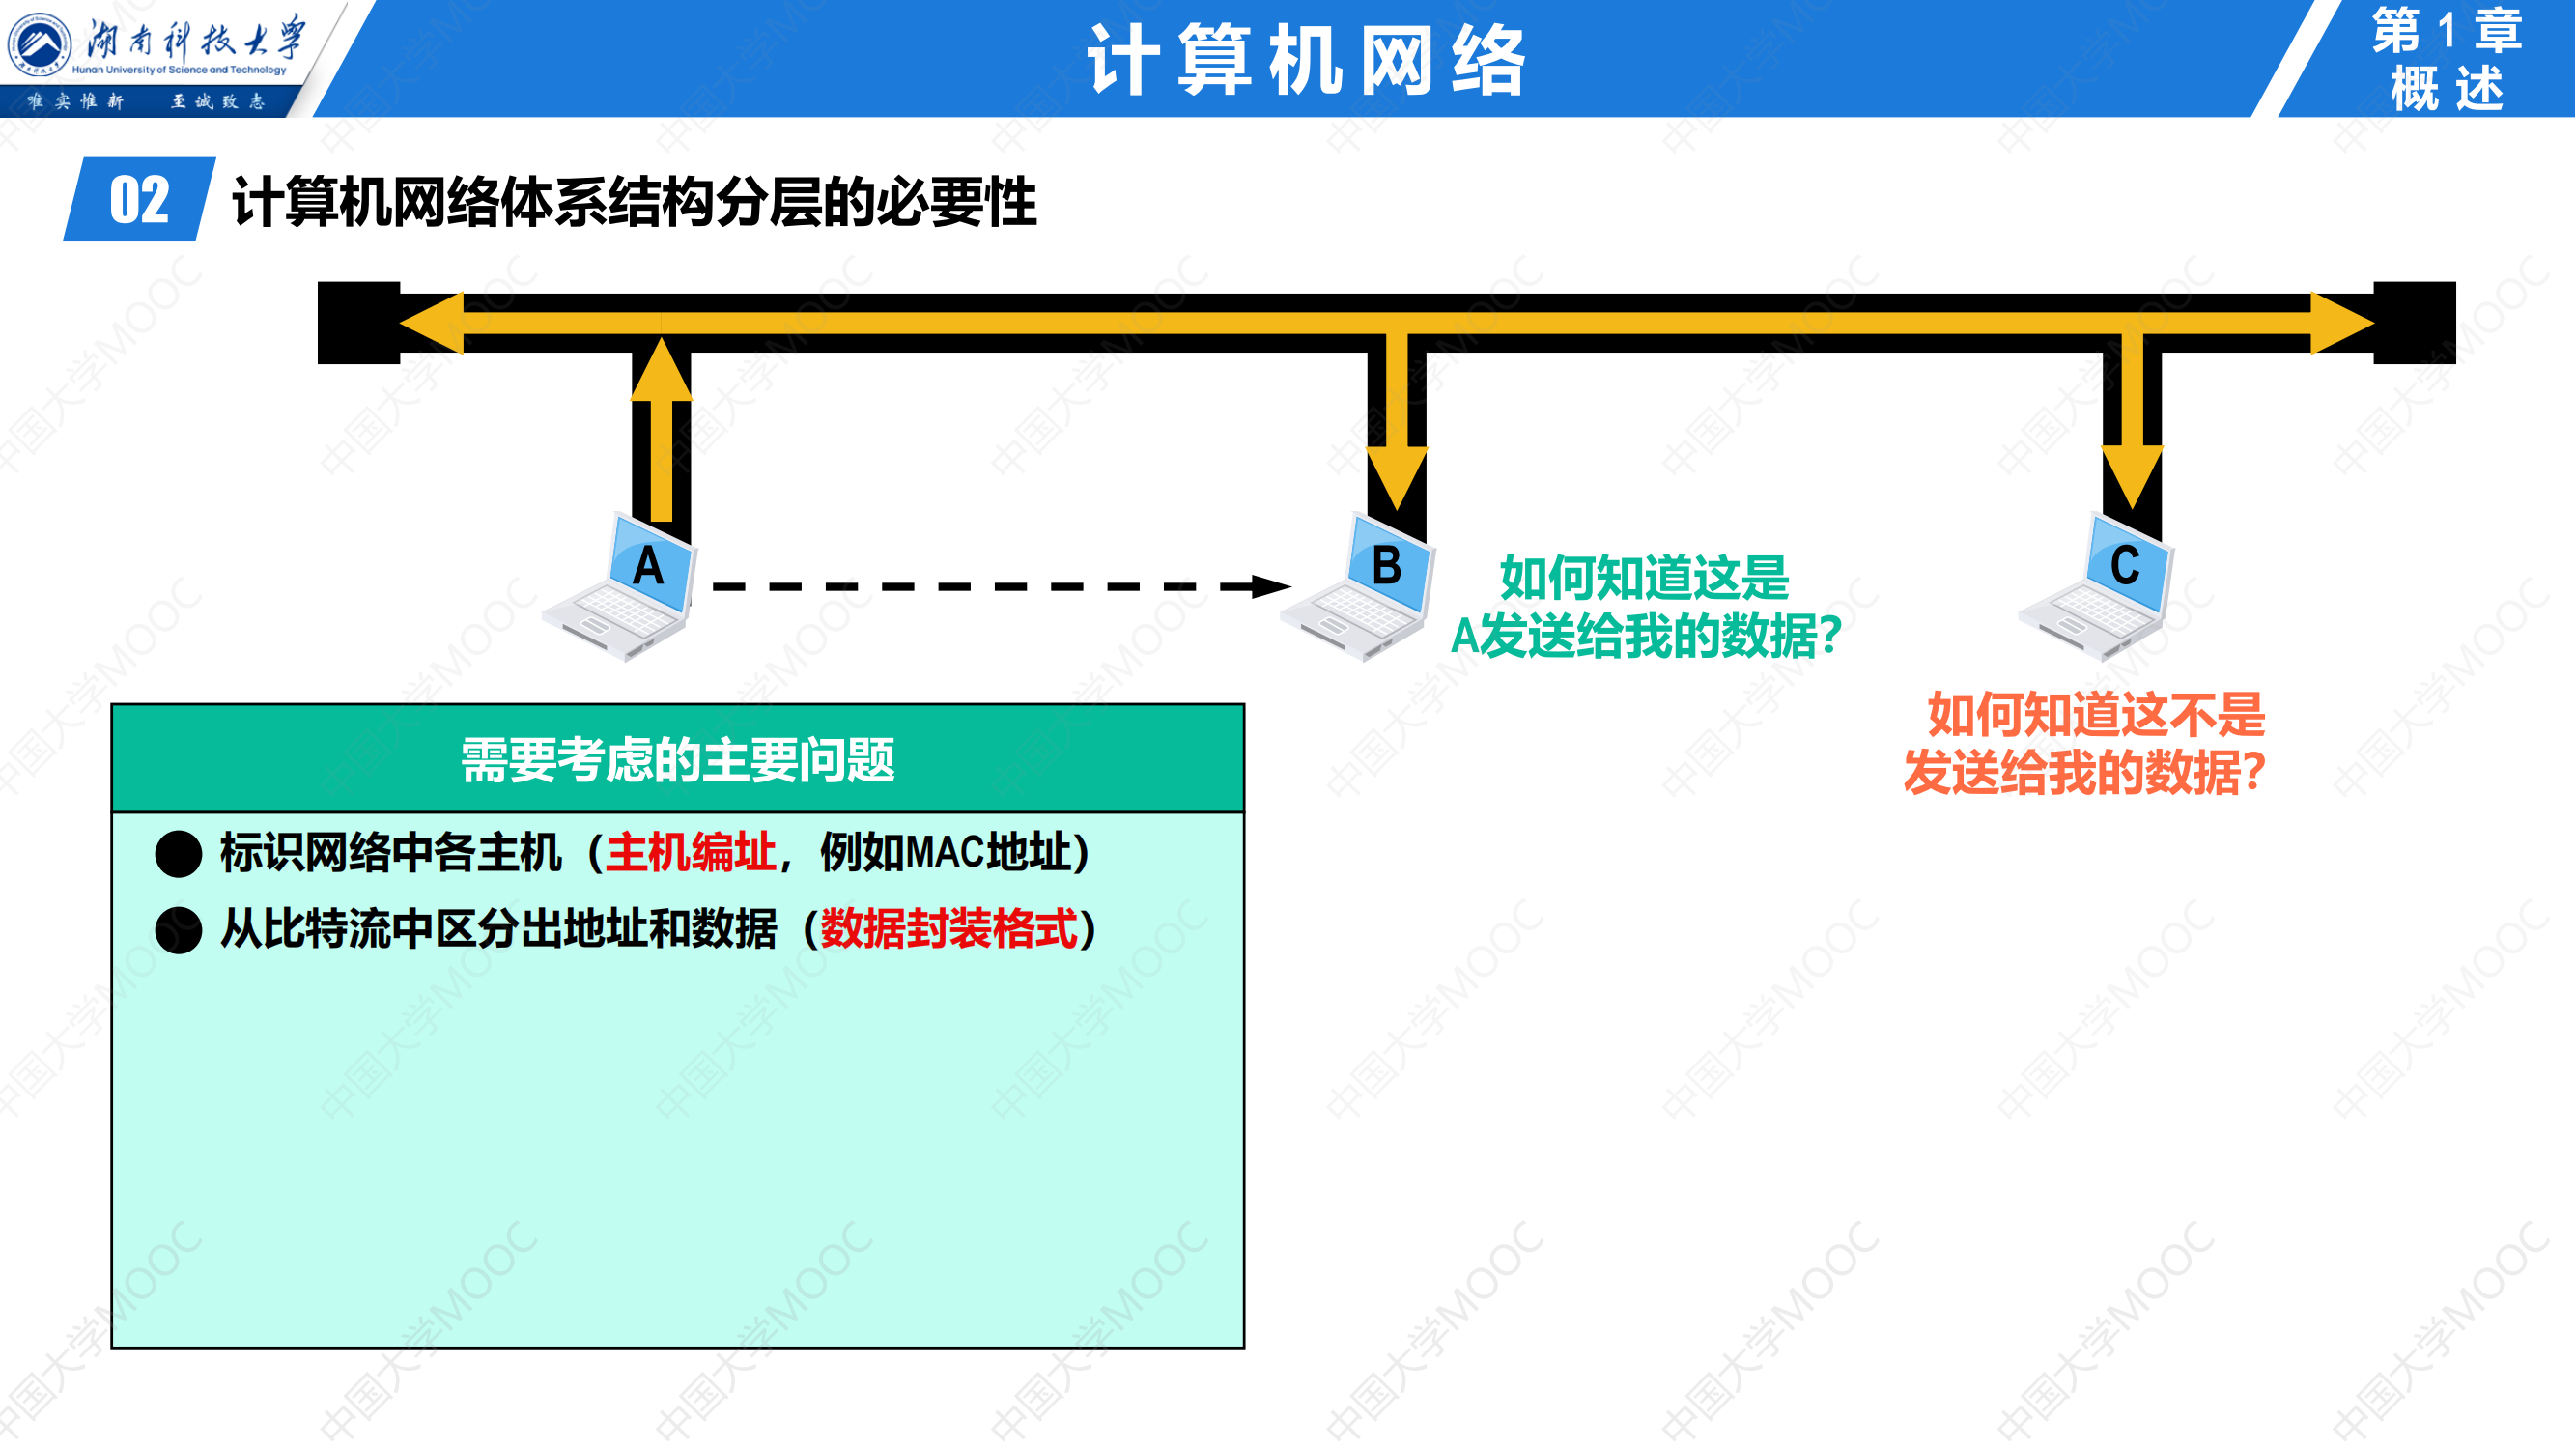 湖南科技大学
Hunan University of Science and Technology
唯实惟新 至诚致志
计算机网络
第1章
概述
02 计算机网络体系结构分层的必要性
A
B
C
如何知道这是
A发送给我的数据?
如何知道这不是
发送给我的数据?
需要考虑的主要问题
标识网络中各主机（主机编址，例如MAC地址）
从比特流中区分出地址和数据（数据封装格式）
中国大学MOOC